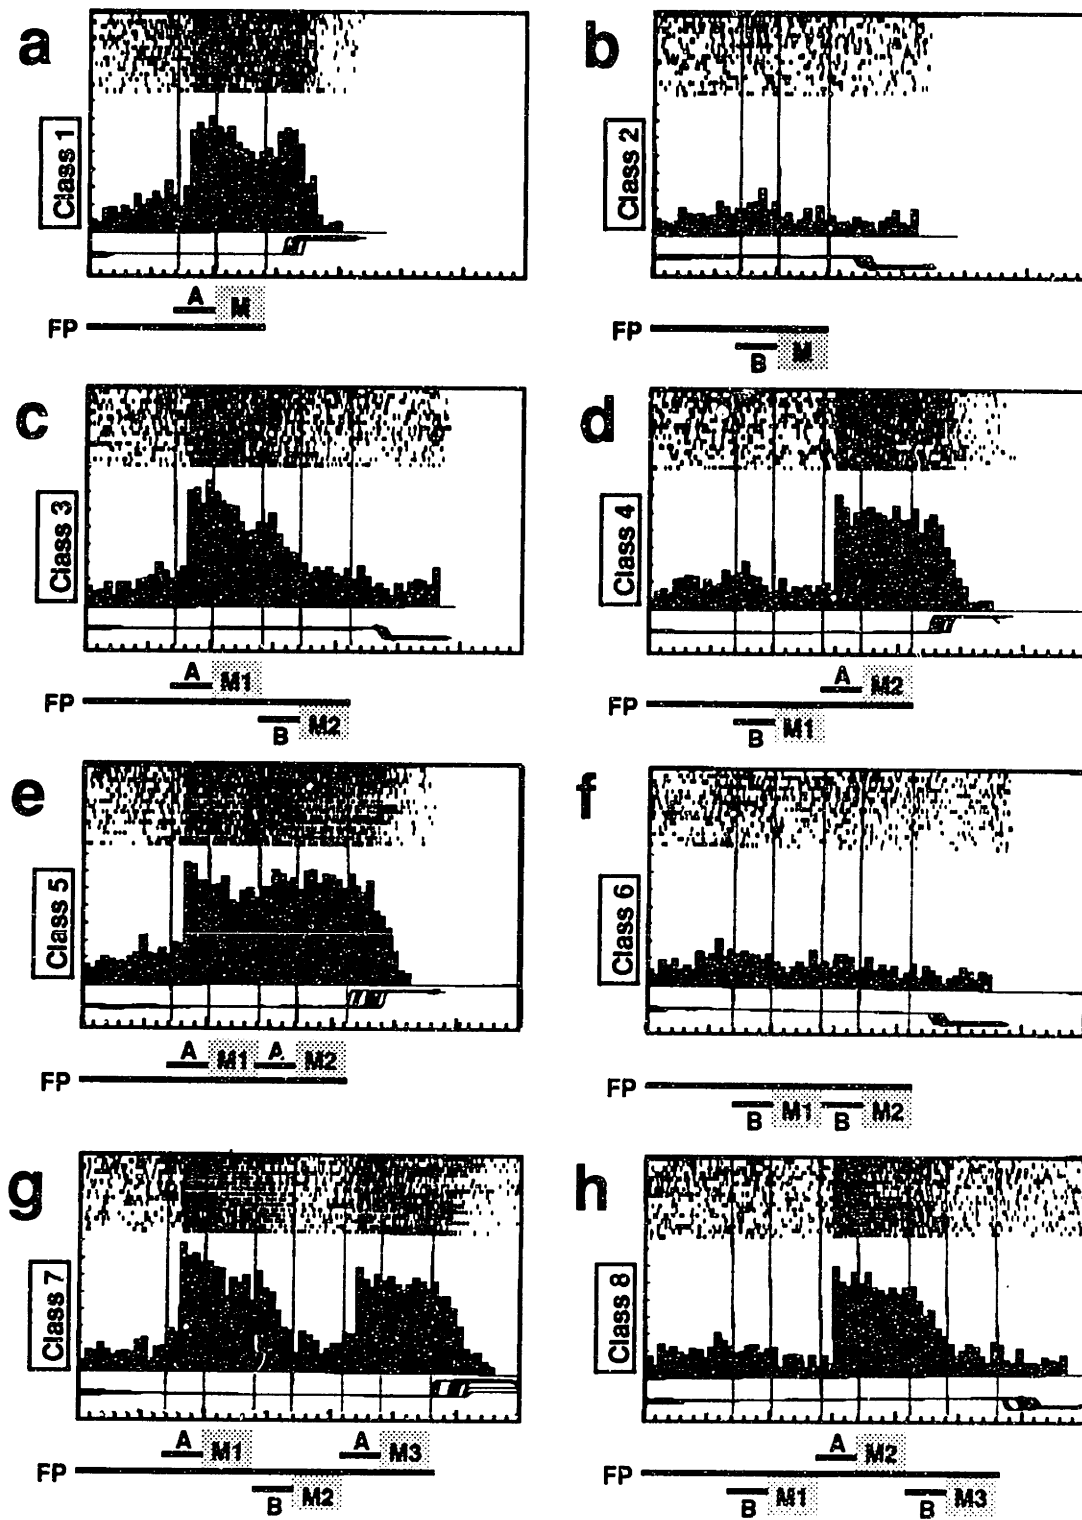 a
Class 1
A M
FP
b
Class 2
FP
B M
c
Class 3
A M1
FP
B M2
d
Class 4
A M2
FP
B M1
e
Class 5
A M1 A M2
FP
f
Class 6
FP
B M1 B M2
g
Class 7
A M1 A M3
FP
B M2
h
Class 8
A M2
FP
B M1 B M3